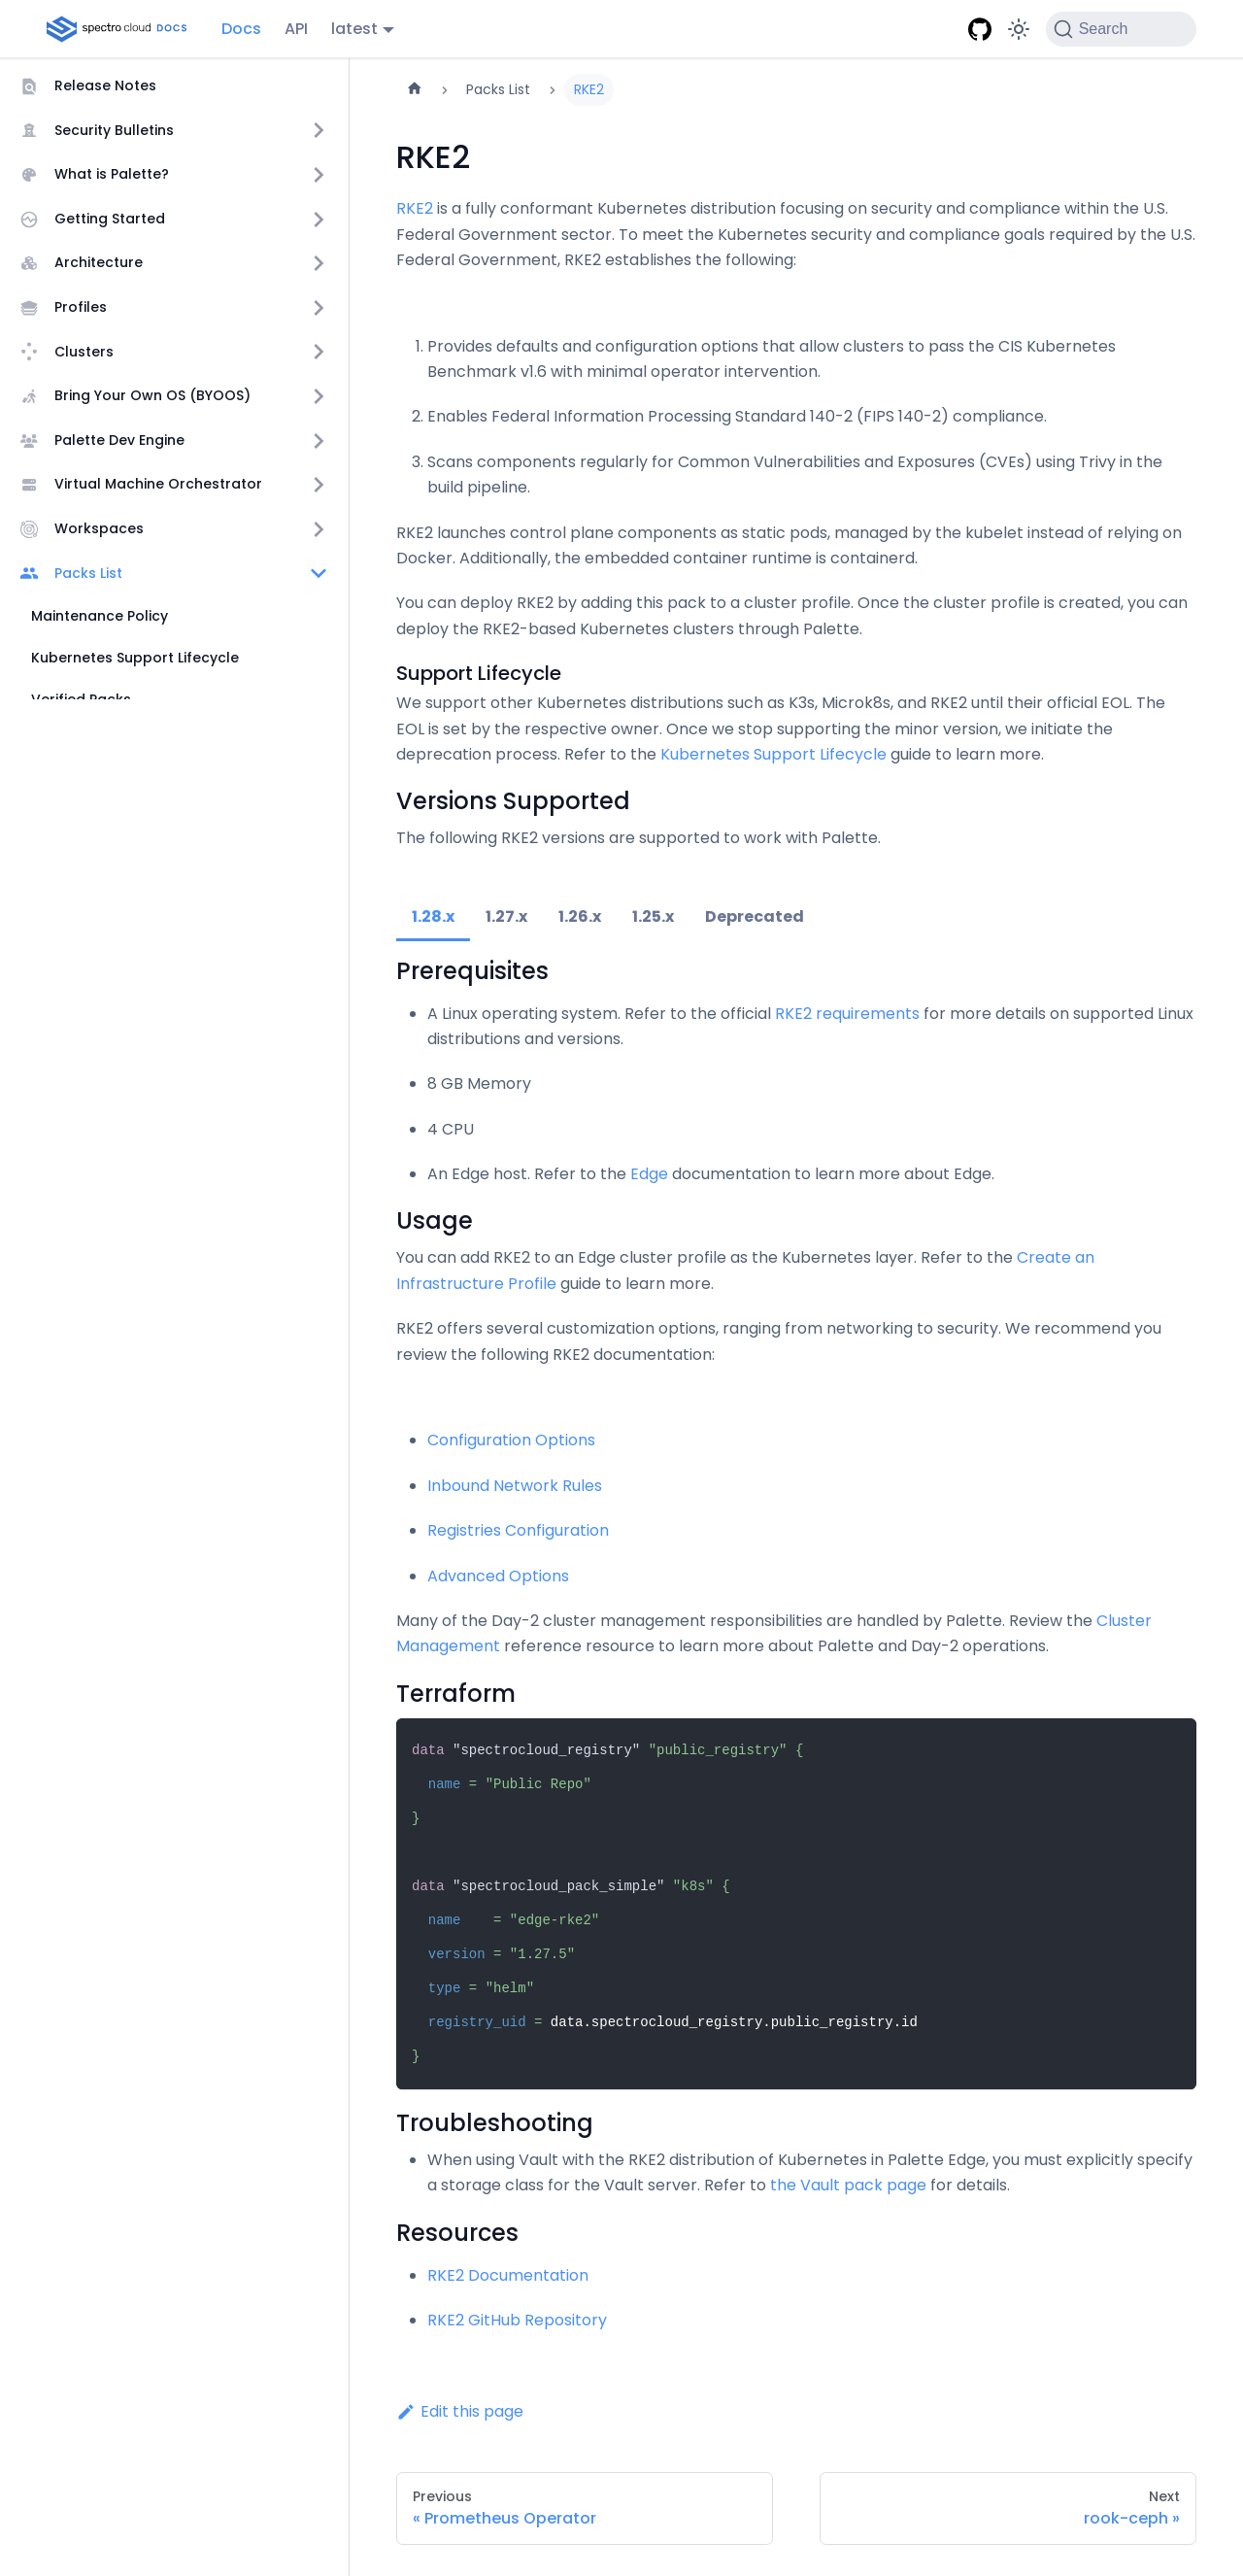 spectro cloud DOCS
Docs
API
latest
Search
Release Notes
Security Bulletins
What is Palette?
Getting Started
Architecture
Profiles
Clusters
Bring Your Own OS (BYOOS)
Palette Dev Engine
Virtual Machine Orchestrator
Workspaces
Packs List
Maintenance Policy
Kubernetes Support Lifecycle
Verified Packs
Packs List
RKE2
RKE2
RKE2 is a fully conformant Kubernetes distribution focusing on security and compliance within the U.S.
Federal Government sector. To meet the Kubernetes security and compliance goals required by the U.S.
Federal Government, RKE2 establishes the following:
1. Provides defaults and configuration options that allow clusters to pass the CIS Kubernetes
Benchmark v1.6 with minimal operator intervention.
2. Enables Federal Information Processing Standard 140-2 (FIPS 140-2) compliance.
3. Scans components regularly for Common Vulnerabilities and Exposures (CVEs) using Trivy in the
build pipeline.
RKE2 launches control plane components as static pods, managed by the kubelet instead of relying on
Docker. Additionally, the embedded container runtime is containerd.
You can deploy RKE2 by adding this pack to a cluster profile. Once the cluster profile is created, you can
deploy the RKE2-based Kubernetes clusters through Palette.
Support Lifecycle
We support other Kubernetes distributions such as K3s, Microk8s, and RKE2 until their official EOL. The
EOL is set by the respective owner. Once we stop supporting the minor version, we initiate the
deprecation process. Refer to the Kubernetes Support Lifecycle guide to learn more.
Versions Supported
The following RKE2 versions are supported to work with Palette.
1.28.x
1.27.x
1.26.x
1.25.x
Deprecated
Prerequisites
A Linux operating system. Refer to the official RKE2 requirements for more details on supported Linux
distributions and versions.
8 GB Memory
4 CPU
An Edge host. Refer to the Edge documentation to learn more about Edge.
Usage
You can add RKE2 to an Edge cluster profile as the Kubernetes layer. Refer to the Create an
Infrastructure Profile guide to learn more.
RKE2 offers several customization options, ranging from networking to security. We recommend you
review the following RKE2 documentation:
Configuration Options
Inbound Network Rules
Registries Configuration
Advanced Options
Many of the Day-2 cluster management responsibilities are handled by Palette. Review the Cluster
Management reference resource to learn more about Palette and Day-2 operations.
Terraform
data "spectrocloud_registry" "public_registry" {
name = "Public Repo"
}
data "spectrocloud_pack_simple" "k8s" {
name    = "edge-rke2"
version = "1.27.5"
type = "helm"
registry_uid = data.spectrocloud_registry.public_registry.id
}
Troubleshooting
When using Vault with the RKE2 distribution of Kubernetes in Palette Edge, you must explicitly specify
a storage class for the Vault server. Refer to the Vault pack page for details.
Resources
RKE2 Documentation
RKE2 GitHub Repository
Edit this page
Previous
« Prometheus Operator
Next
rook-ceph »